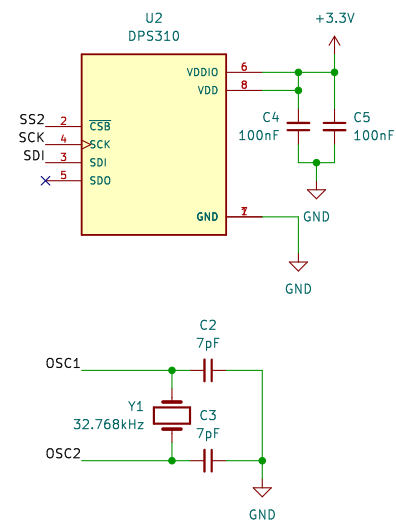 U2
DPS310
+3.3V
VDDIO 6
VDD 8
C4
100nF
C5
100nF
SS2 2 CSB
SCK 4 SCK
SDI 3 SDI
5 SDO
GND
GND
GND
C2
7pF
OSC1
Y1
32.768kHz
C3
7pF
OSC2
GND